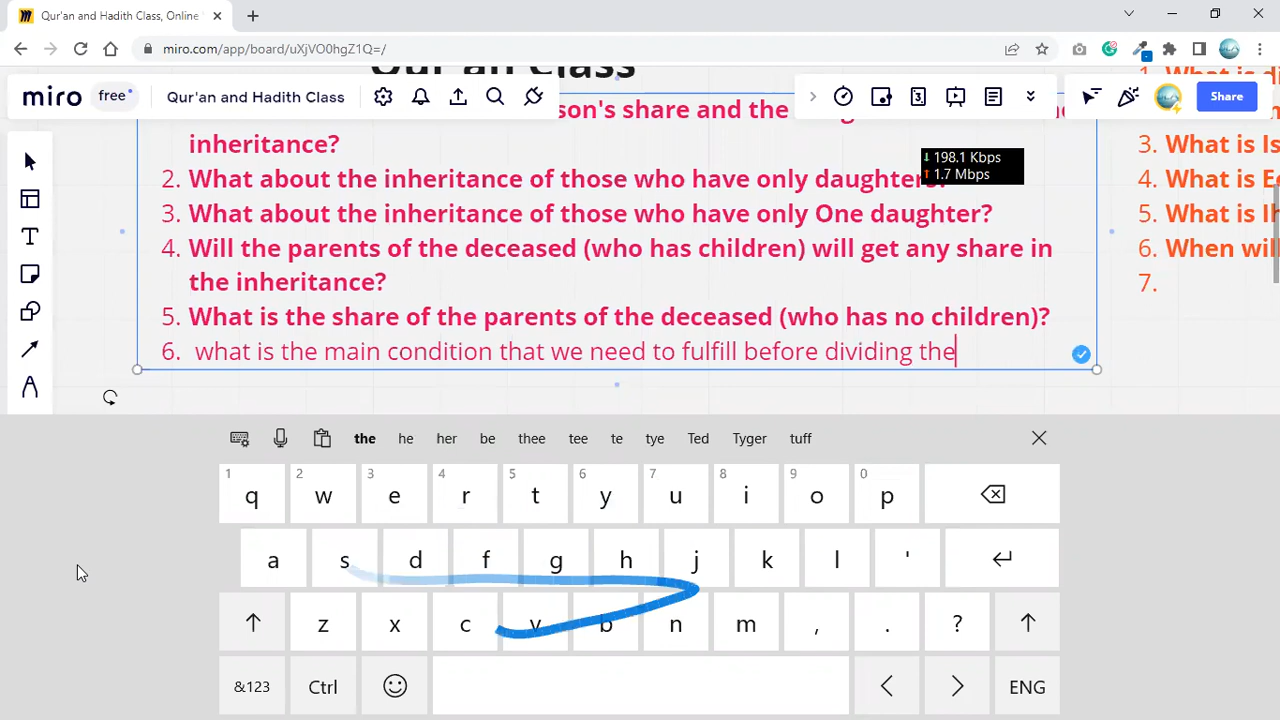 Qur'an and Hadith Class, Online
miro.com/app/board/uXjVO0hgZ1Q=/
Qur'an Class
miro
free
Qur'an and Hadith Class
Share
son's share and the
inheritance?
198.1 Kbps
1.7 Mbps
2. What about the inheritance of those who have only daughters?
3. What about the inheritance of those who have only One daughter?
4. Will the parents of the deceased (who has children) will get any share in
the inheritance?
5. What is the share of the parents of the deceased (who has no children)?
6. what is the main condition that we need to fulfill before dividing the
1. What is di
3. What is Is
4. What is E
5. What is Ih
6. When will
7.
the he her be thee tee te tye Ted Tyger tuff
1 2 3 4 5 6 7 8 9 0
q w e r t y u i o p
a s d f g h j k l '
z x c v b n m , . ?
&123 Ctrl ENG